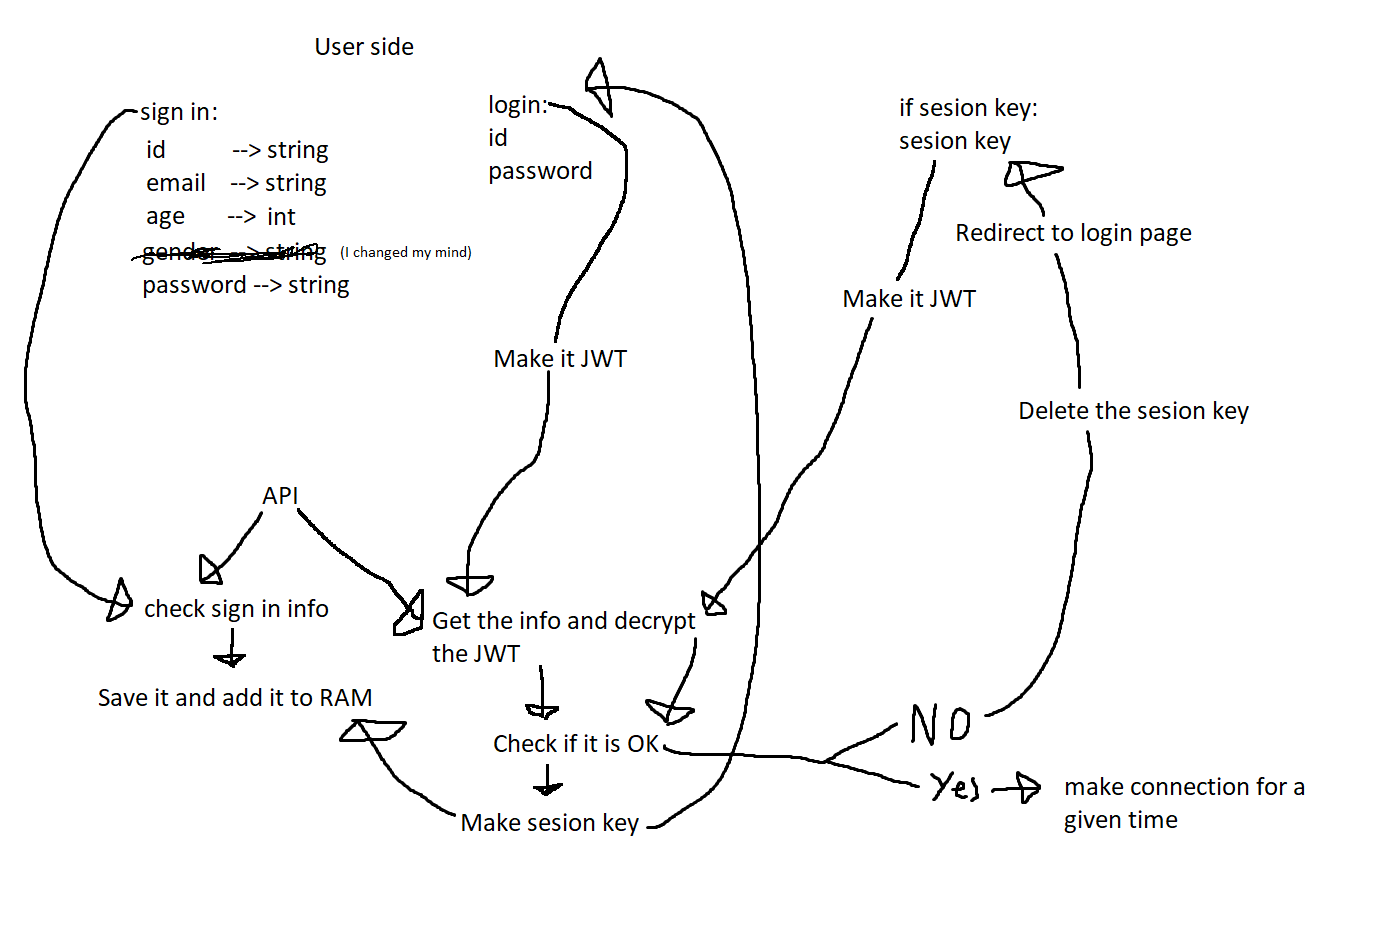 User side
sign in:
id --> string
email --> string
age --> int
gender --> string (I changed my mind)
password --> string
login:
id
password
if sesion key:
sesion key
Redirect to login page
Make it JWT
Make it JWT
Delete the sesion key
API
check sign in info
Get the info and decrypt
the JWT
Save it and add it to RAM
Check if it is OK
NO
Yes
make connection for a
given time
Make sesion key